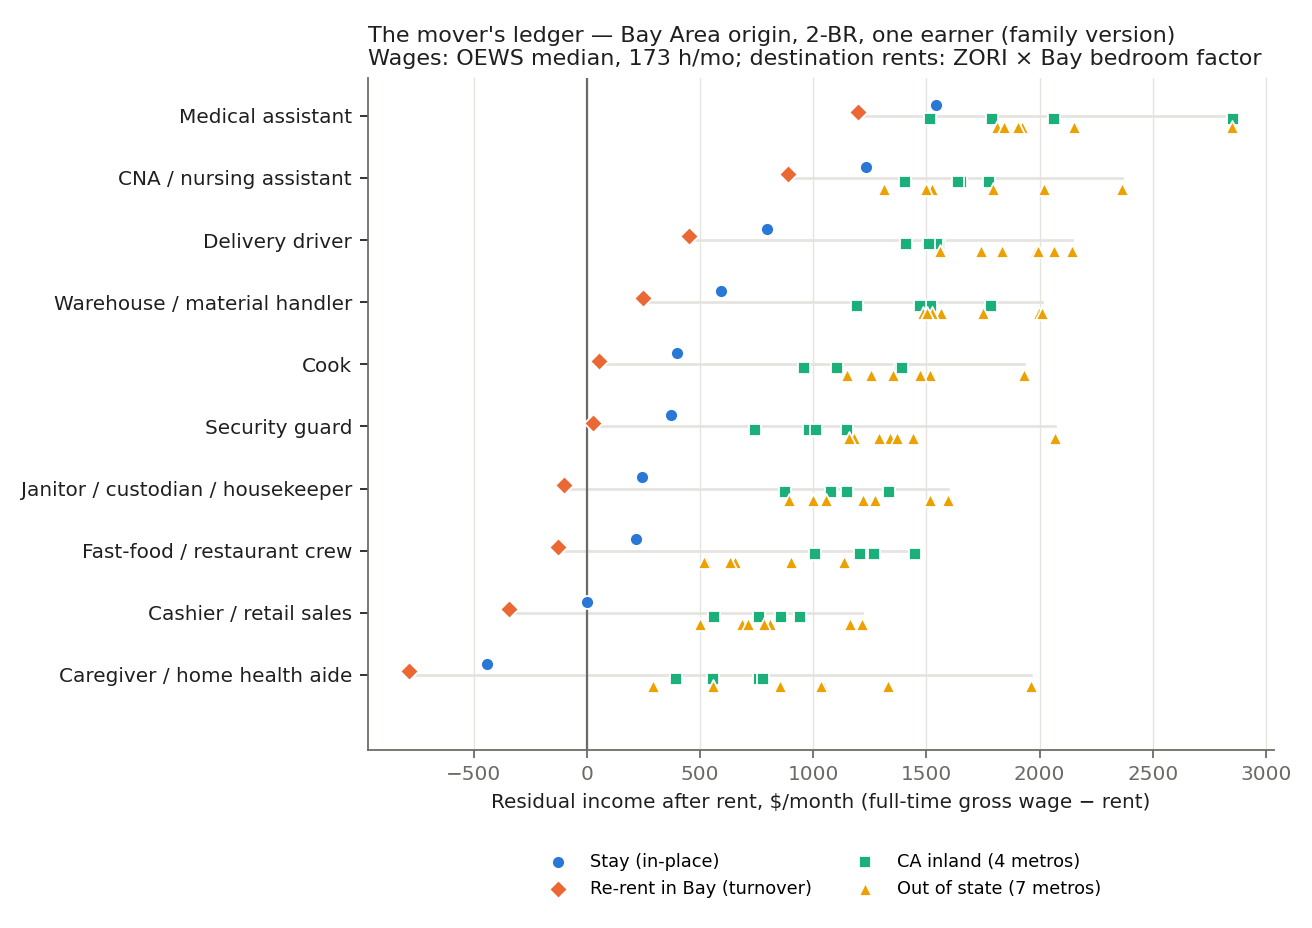 The mover's ledger — Bay Area origin, 2-BR, one earner (family version)
Wages: OEWS median, 173 h/mo; destination rents: ZORI × Bay bedroom factor
Medical assistant
CNA / nursing assistant
Delivery driver
Warehouse / material handler
Cook
Security guard
Janitor / custodian / housekeeper
Fast-food / restaurant crew
Cashier / retail sales
Caregiver / home health aide
−500 0 500 1000 1500 2000 2500 3000
Residual income after rent, $/month (full-time gross wage − rent)
Stay (in-place)
Re-rent in Bay (turnover)
CA inland (4 metros)
Out of state (7 metros)